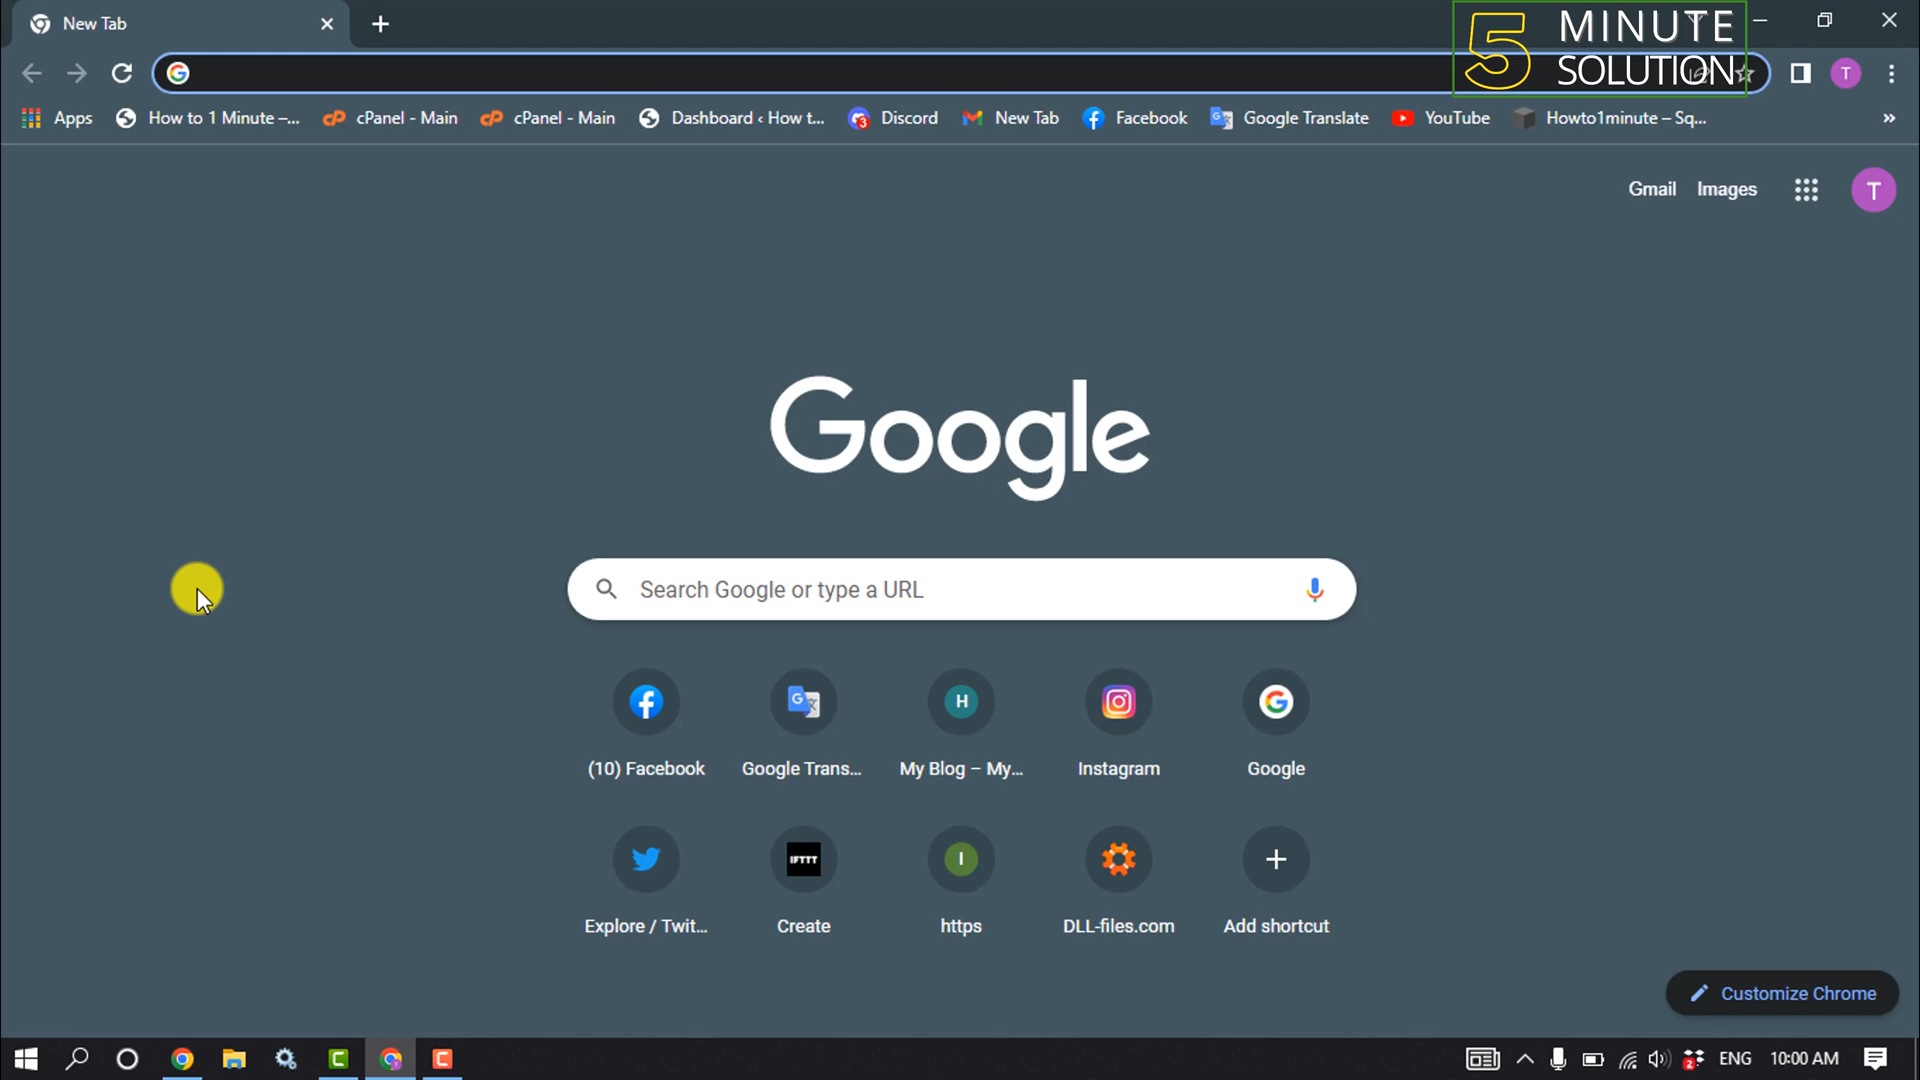 New Tab
5 MINUTE SOLUTION
T
Apps
How to 1 Minute –...
cPanel - Main
cPanel - Main
Dashboard ‹ How t...
3
Discord
New Tab
Facebook
Google Translate
YouTube
Howto1minute – Sq...
»
Gmail
Images
T
Google
Search Google or type a URL
(10) Facebook
Google Trans...
H
My Blog – My...
Instagram
Google
Explore / Twit...
IFTTT
Create
I
https
DLL-files.com
Add shortcut
Customize Chrome
2
ENG
10:00 AM